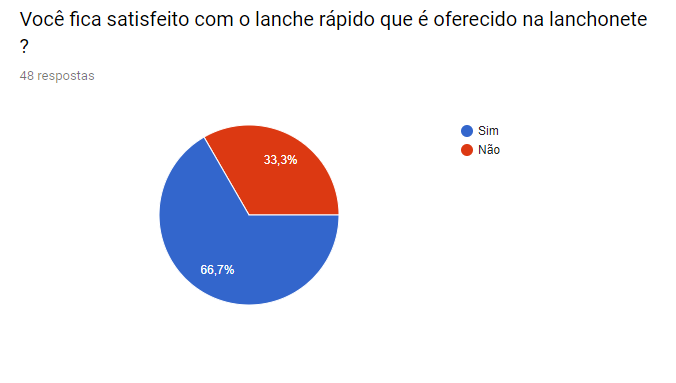 Você fica satisfeito com o lanche rápido que é oferecido na lanchonete
?
48 respostas
Sim
Não
33,3%
66,7%